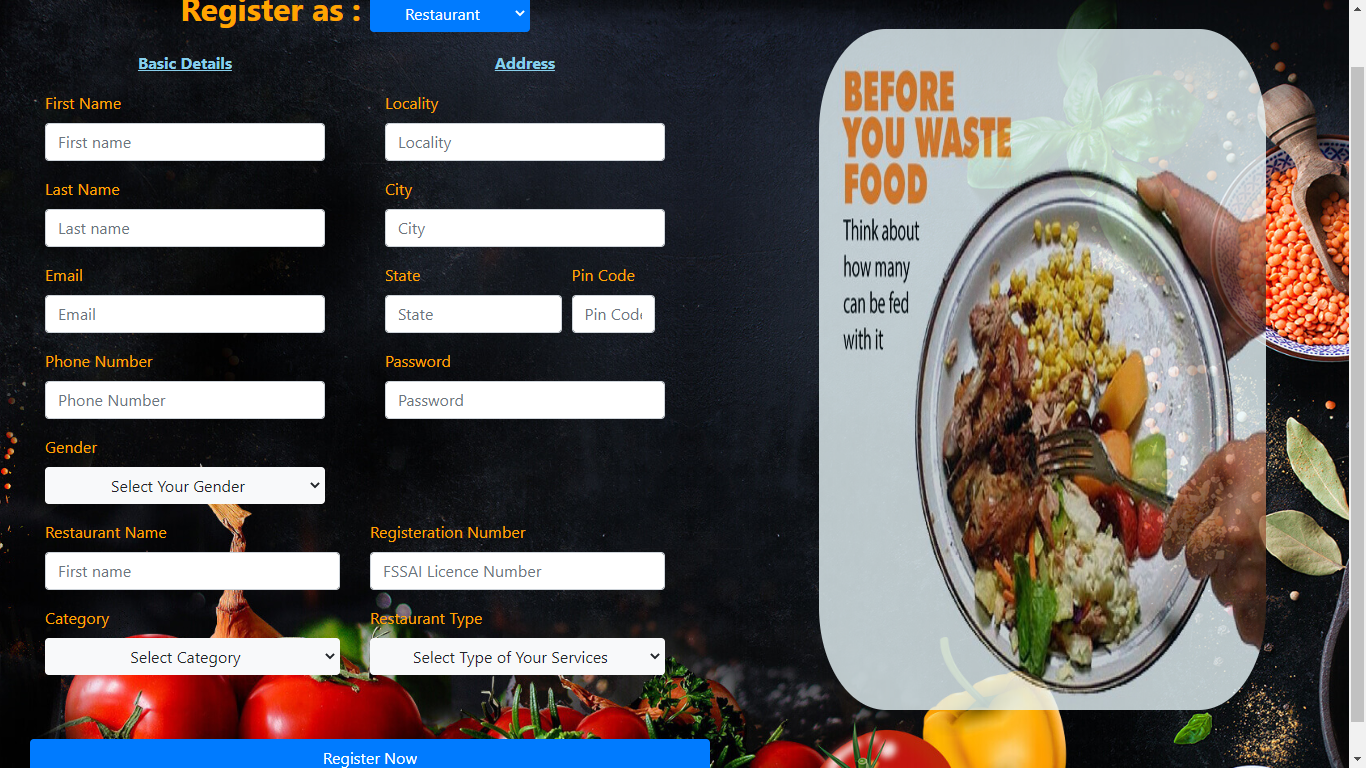 Register as : Restaurant
Basic Details Address
First Name Locality
First name Locality
Last Name City
Last name City
Email State Pin Code
Email State Pin Code
Phone Number Password
Phone Number Password
Gender
Select Your Gender
Restaurant Name Registeration Number
First name FSSAI Licence Number
Category Restaurant Type
Select Category Select Type of Your Services
Register Now
BEFORE
YOU WASTE
FOOD
Think about
how many
can be fed
with it